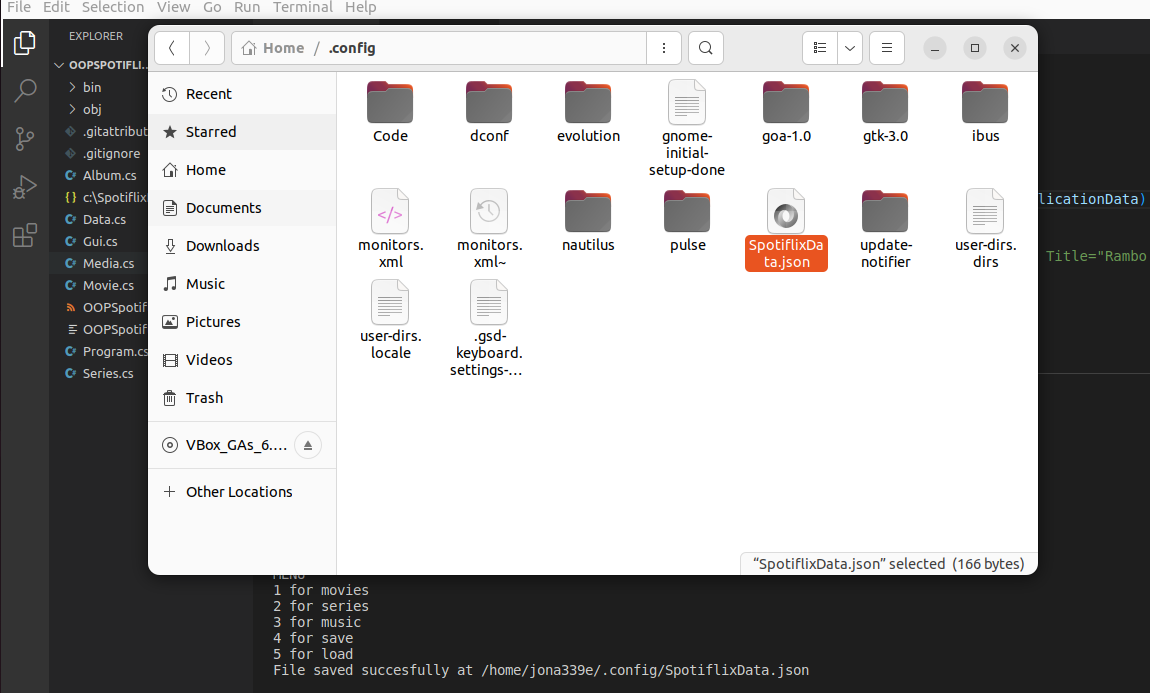 File Edit Selection View Go Run Terminal Help
EXPLORER
OOPSPOTIFLI...
bin
obj
.gitattribut
.gitignore
Album.cs
{} c:\Spotiflix
Data.cs
Gui.cs
Media.cs
Movie.cs
OOPSpotif
OOPSpotif
Program.cs
Series.cs
Home / .config
Recent
Starred
Home
Documents
Downloads
Music
Pictures
Videos
Trash
VBox_GAs_6....
+ Other Locations
Code
dconf
evolution
gnome-
initial-
setup-done
goa-1.0
gtk-3.0
ibus
monitors.
xml
monitors.
xml~
nautilus
pulse
SpotiflixDa
ta.json
update-
notifier
user-dirs.
dirs
user-dirs.
locale
.gsd-
keyboard.
settings-...
“SpotiflixData.json” selected (166 bytes)
licationData)
Title="Rambo
MENU
1 for movies
2 for series
3 for music
4 for save
5 for load
File saved succesfully at /home/jona339e/.config/SpotiflixData.json